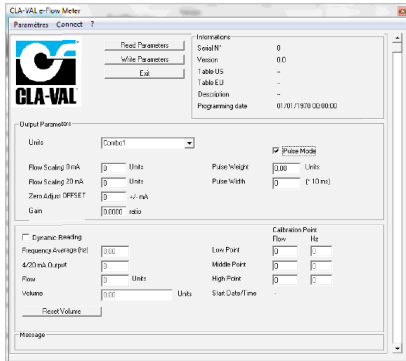 CLA-VAL e-Flow Meter
Paramètres Connect ?
CLA-VAL
Read Parameters
Write Parameters
Exit
Informations
Serial N° 0
Version 0.0
Table US --
Table EU --
Description --
Programming date 01/01/1970 00:00:00
Output Parameters
Units Combo1
Pulse Mode
Flow Scaling 0 mA 0 Units
Pulse Weight 0.00 Units
Flow Scaling 20 mA 0 Units
Pulse Width 0 (* 10 ms)
Zero Adjust OFFSET 0 +/- mA
Gain 0.0000 ratio
Dynamic Reading
Calibration Point
Flow Hz
Frequency Average (hz) 0.00
Low Point 0 0
4/20 mA Output 0
Middle Point 0 0
Flow 0 Units
High Point 0 0
Volume 0.00 Units
Start Date/Time -
Reset Volume
Message